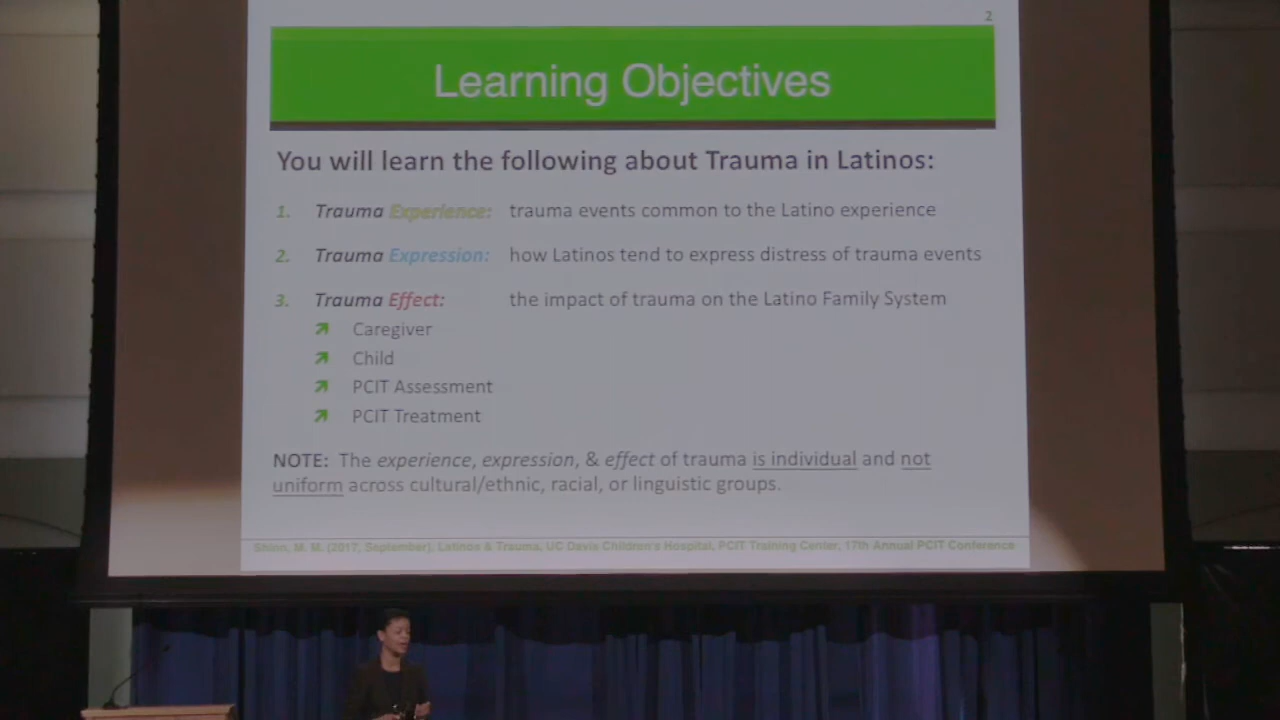 2
Learning Objectives
You will learn the following about Trauma in Latinos:
1. Trauma Experience: trauma events common to the Latino experience
2. Trauma Expression: how Latinos tend to express distress of trauma events
3. Trauma Effect: the impact of trauma on the Latino Family System
Caregiver
Child
PCIT Assessment
PCIT Treatment
NOTE: The experience, expression, & effect of trauma is individual and not
uniform across cultural/ethnic, racial, or linguistic groups.
Shinn, M. M. (2017, September). Latinos & Trauma, UC Davis Children's Hospital, PCIT Training Center, 17th Annual PCIT Conference